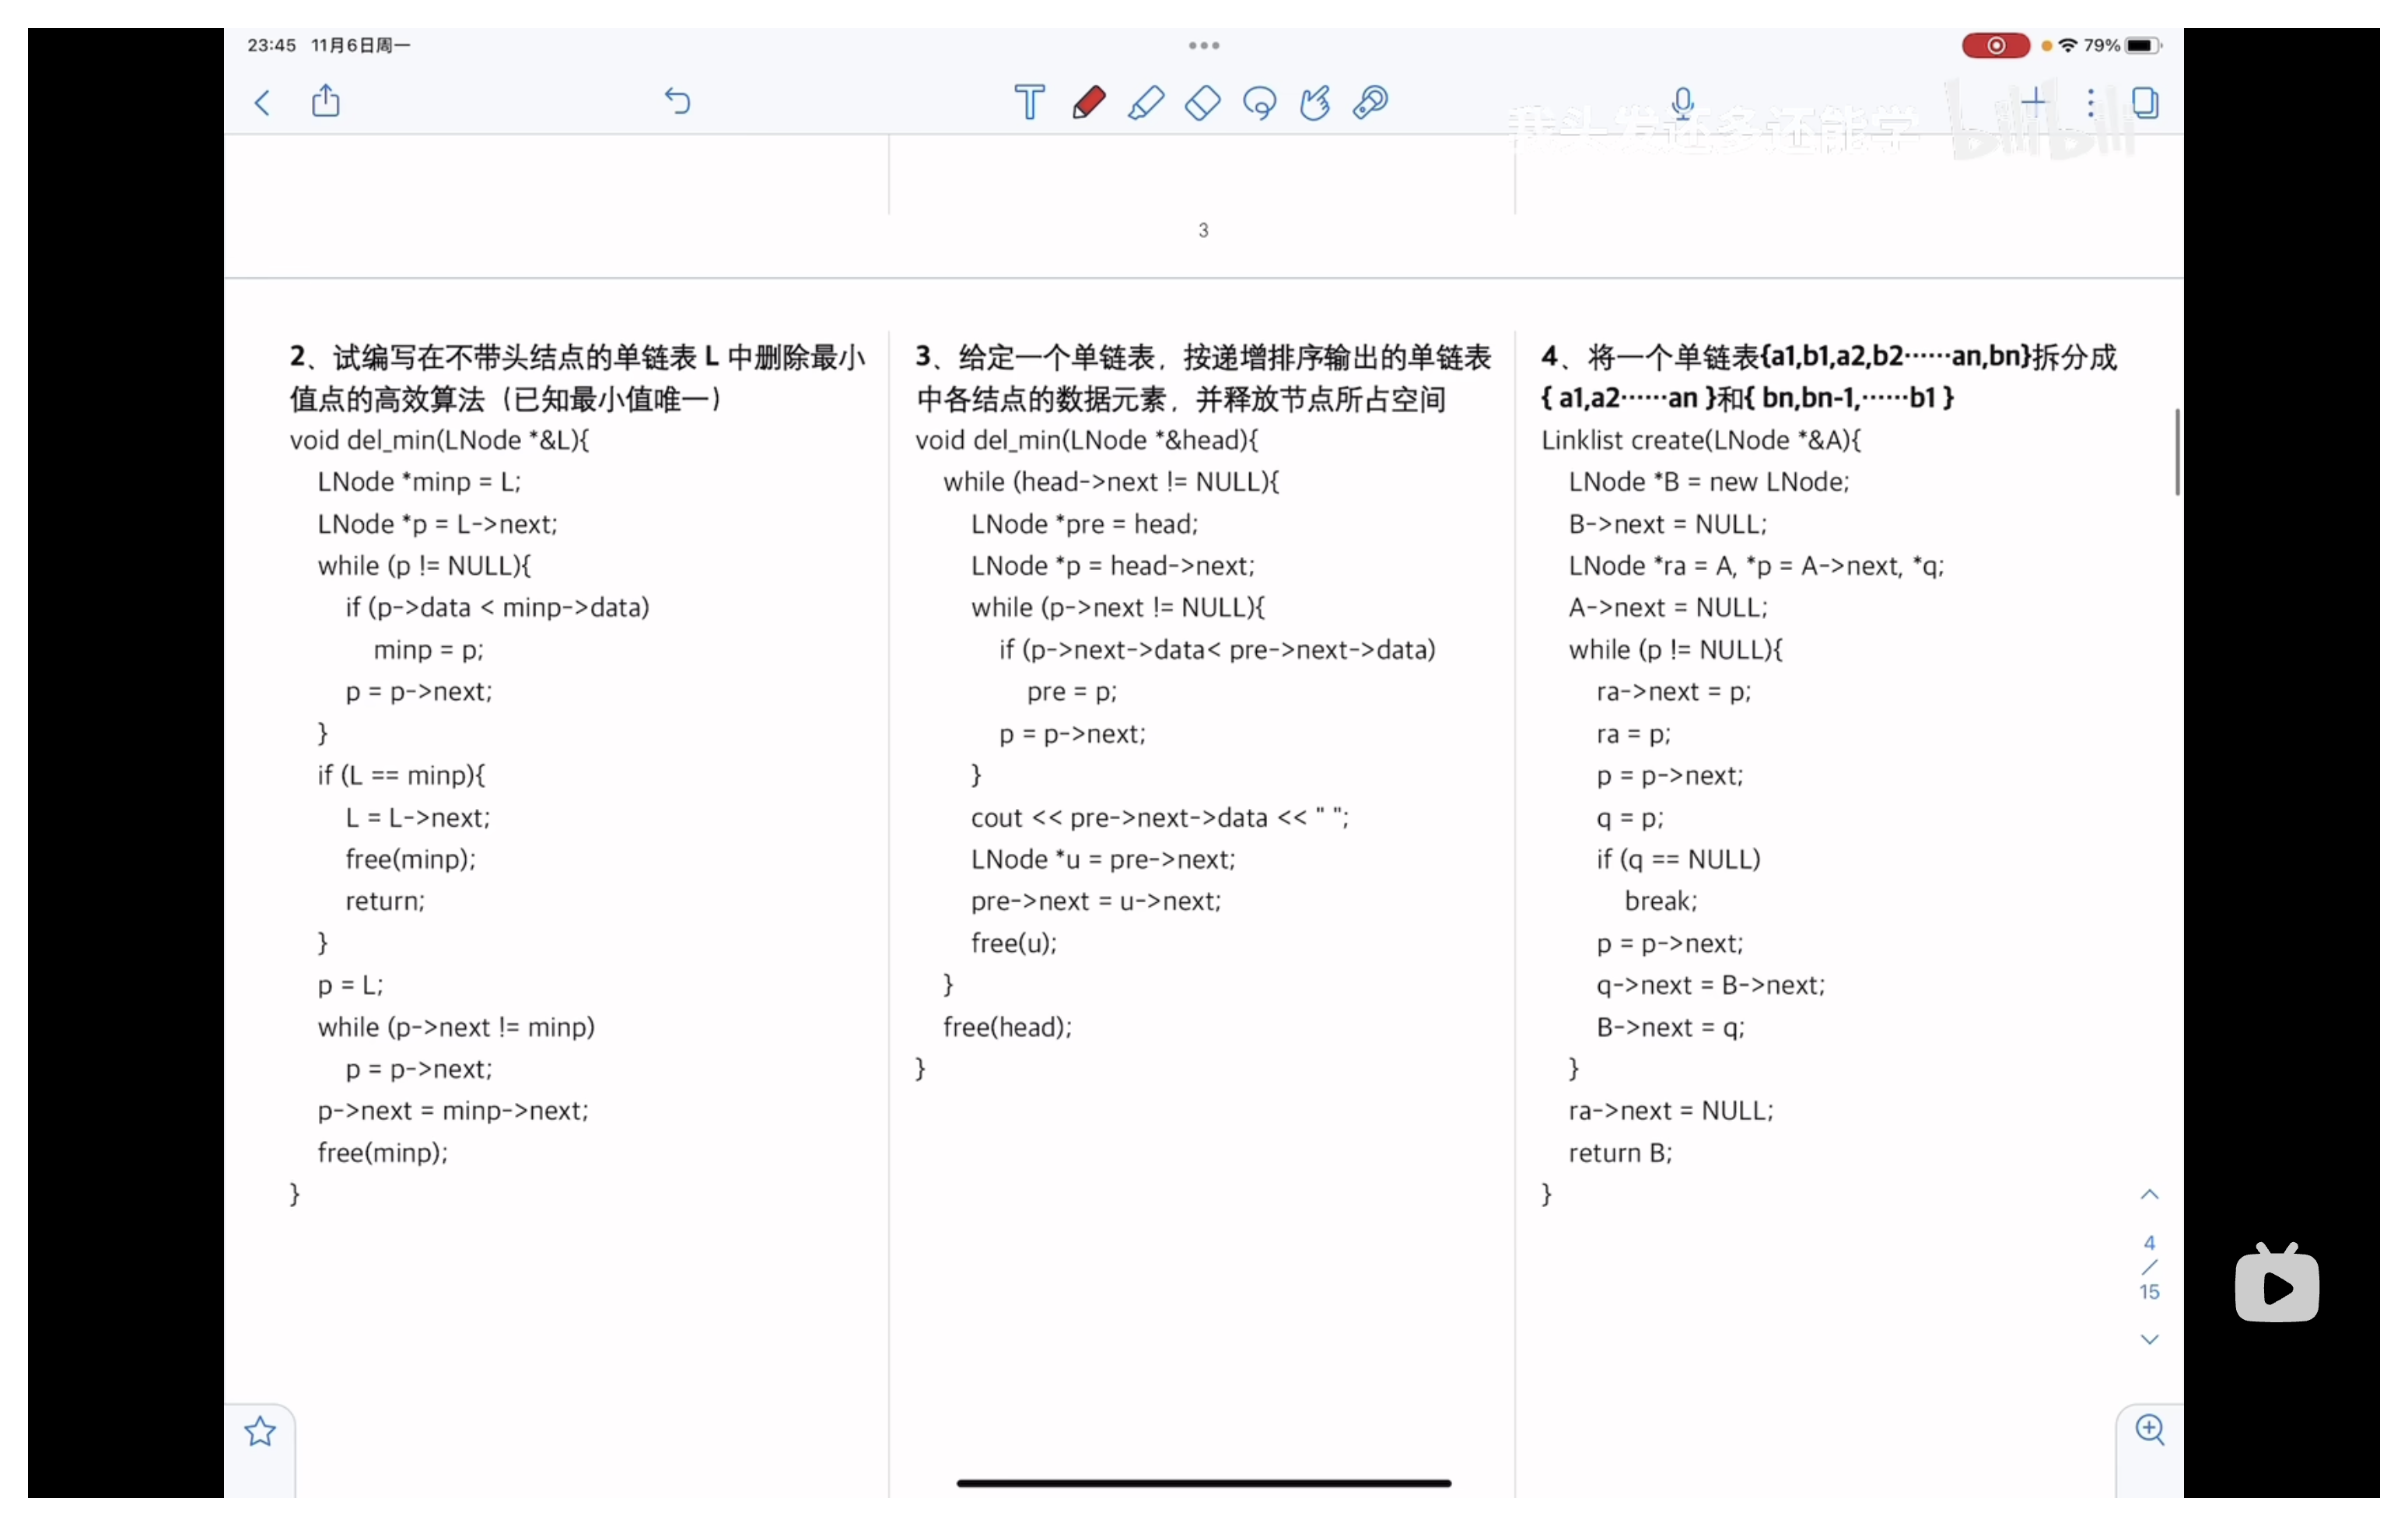 23:45 11月6日周一
79%
我头发还多还能学 bilibili
3
2、试编写在不带头结点的单链表 L 中删除最小
值点的高效算法（已知最小值唯一）
void del_min(LNode *&L){
LNode *minp = L;
LNode *p = L->next;
while (p != NULL){
if (p->data < minp->data)
minp = p;
p = p->next;
}
if (L == minp){
L = L->next;
free(minp);
return;
}
p = L;
while (p->next != minp)
p = p->next;
p->next = minp->next;
free(minp);
}
3、给定一个单链表，按递增排序输出的单链表
中各结点的数据元素，并释放节点所占空间
void del_min(LNode *&head){
while (head->next != NULL){
LNode *pre = head;
LNode *p = head->next;
while (p->next != NULL){
if (p->next->data< pre->next->data)
pre = p;
p = p->next;
}
cout << pre->next->data << " ";
LNode *u = pre->next;
pre->next = u->next;
free(u);
}
free(head);
}
4、将一个单链表{a1,b1,a2,b2······an,bn}拆分成
{ a1,a2······an }和{ bn,bn-1,······b1 }
Linklist create(LNode *&A){
LNode *B = new LNode;
B->next = NULL;
LNode *ra = A, *p = A->next, *q;
A->next = NULL;
while (p != NULL){
ra->next = p;
ra = p;
p = p->next;
q = p;
if (q == NULL)
break;
p = p->next;
q->next = B->next;
B->next = q;
}
ra->next = NULL;
return B;
}
4
/
15